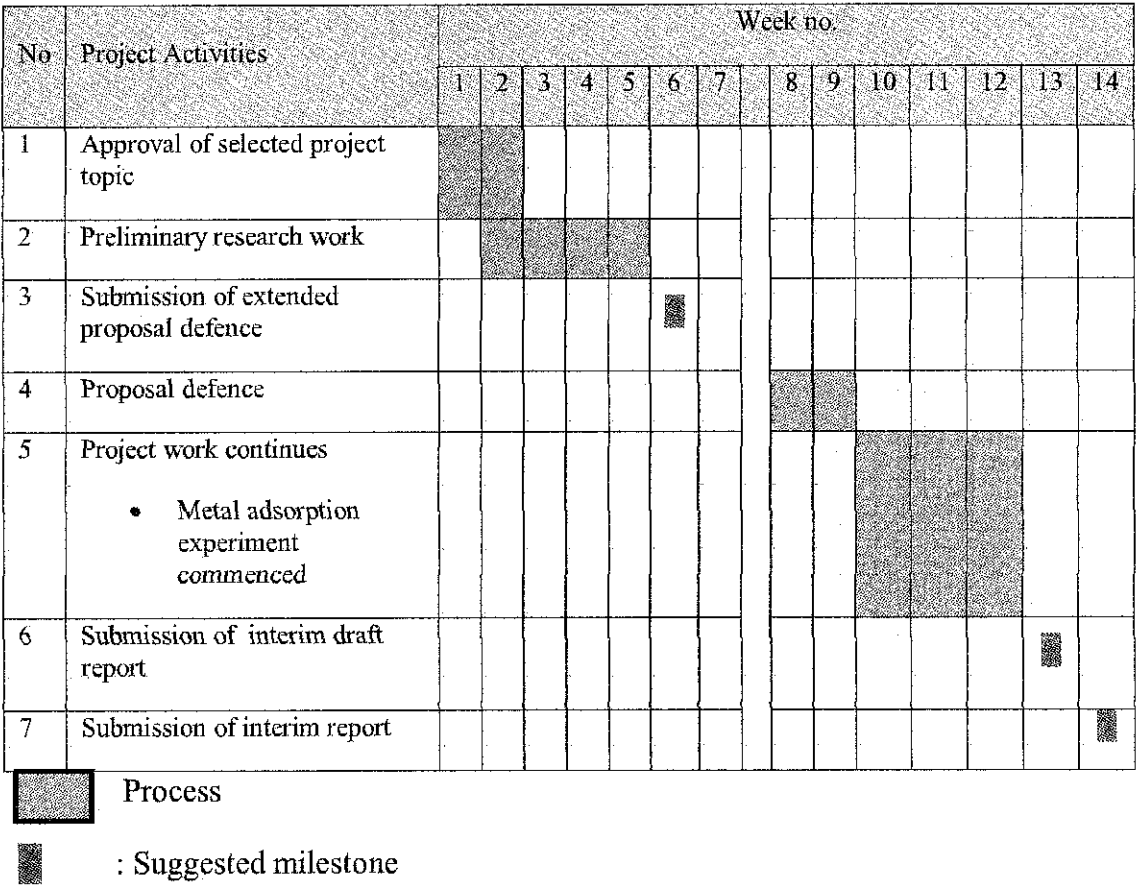 Week no.
No Project Activities
1 2 3 4 5 6 7 8 9 10 11 12 13 14
1 Approval of selected project
topic
2 Preliminary research work
3 Submission of extended
proposal defence
4 Proposal defence
5 Project work continues
• Metal adsorption
experiment
commenced
6 Submission of interim draft
report
7 Submission of interim report
Process
: Suggested milestone